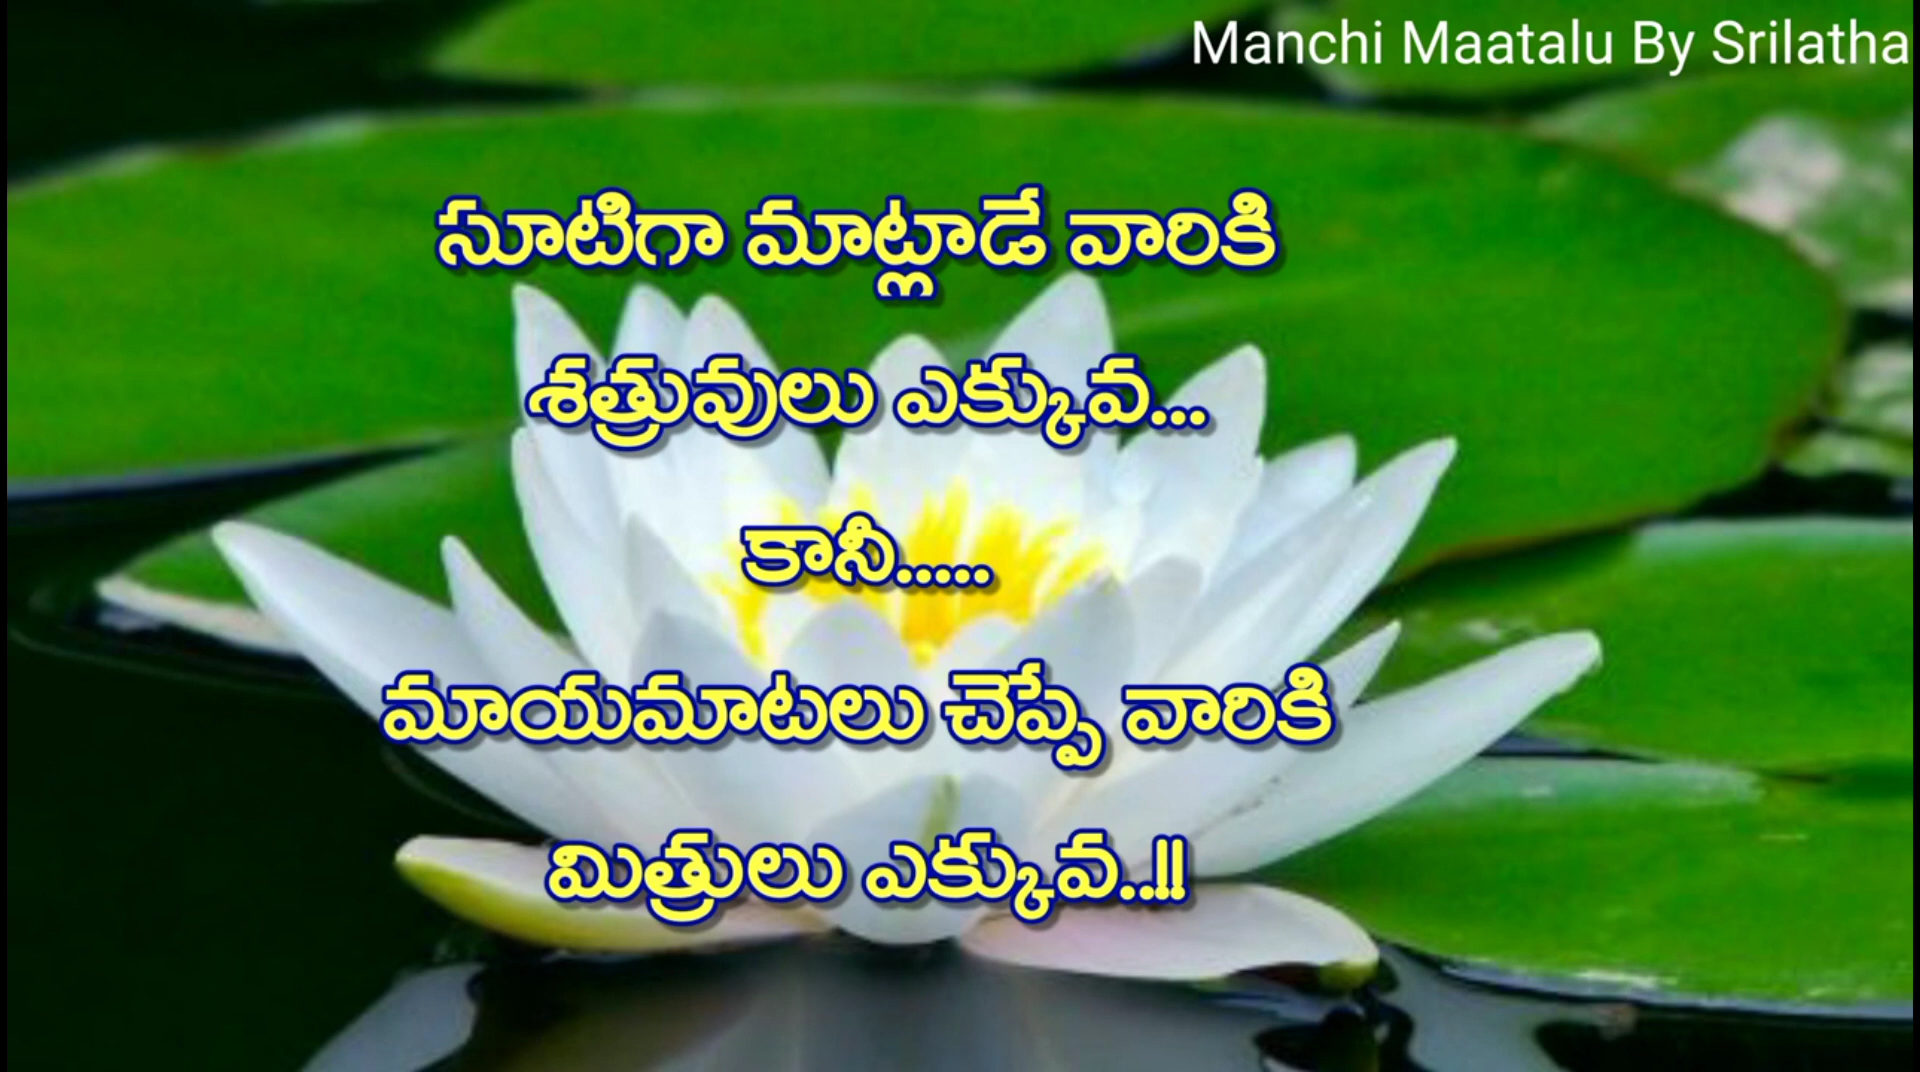 Manchi Maatalu By Srilatha
సూటిగా మాట్లాడే వారికి
శత్రువులు ఎక్కువ...
కానీ.....
మాయమాటలు చెప్పే వారికి
మిత్రులు ఎక్కువ..!!